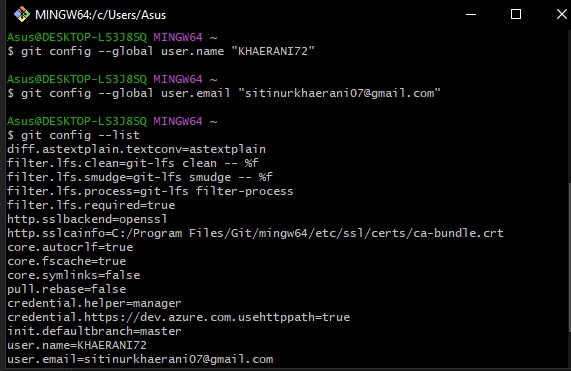 MINGW64:/c/Users/Asus
Asus@DESKTOP-LS3J8SQ MINGW64 ~
$ git config --global user.name "KHAERANI72"
Asus@DESKTOP-LS3J8SQ MINGW64 ~
$ git config --global user.email "sitinurkhaerani07@gmail.com"
Asus@DESKTOP-LS3J8SQ MINGW64 ~
$ git config --list
diff.astextplain.textconv=astextplain
filter.lfs.clean=git-lfs clean -- %f
filter.lfs.smudge=git-lfs smudge -- %f
filter.lfs.process=git-lfs filter-process
filter.lfs.required=true
http.sslbackend=openssl
http.sslcainfo=C:/Program Files/Git/mingw64/etc/ssl/certs/ca-bundle.crt
core.autocrlf=true
core.fscache=true
core.symlinks=false
pull.rebase=false
credential.helper=manager
credential.https://dev.azure.com.usehttppath=true
init.defaultbranch=master
user.name=KHAERANI72
user.email=sitinurkhaerani07@gmail.com